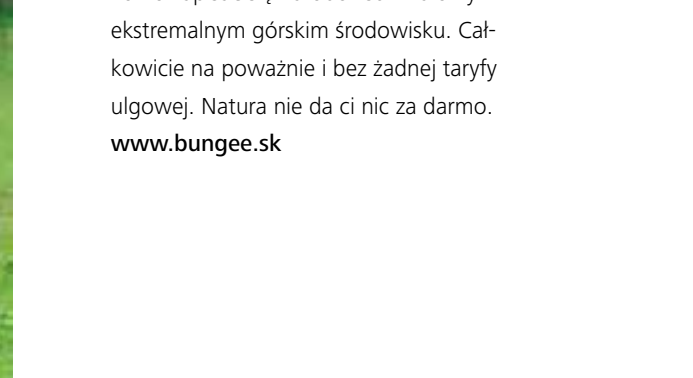 ekstremalnym górskim środowisku. Cał-
kowicie na poważnie i bez żadnej taryfy
ulgowej. Natura nie da ci nic za darmo.
www.bungee.sk